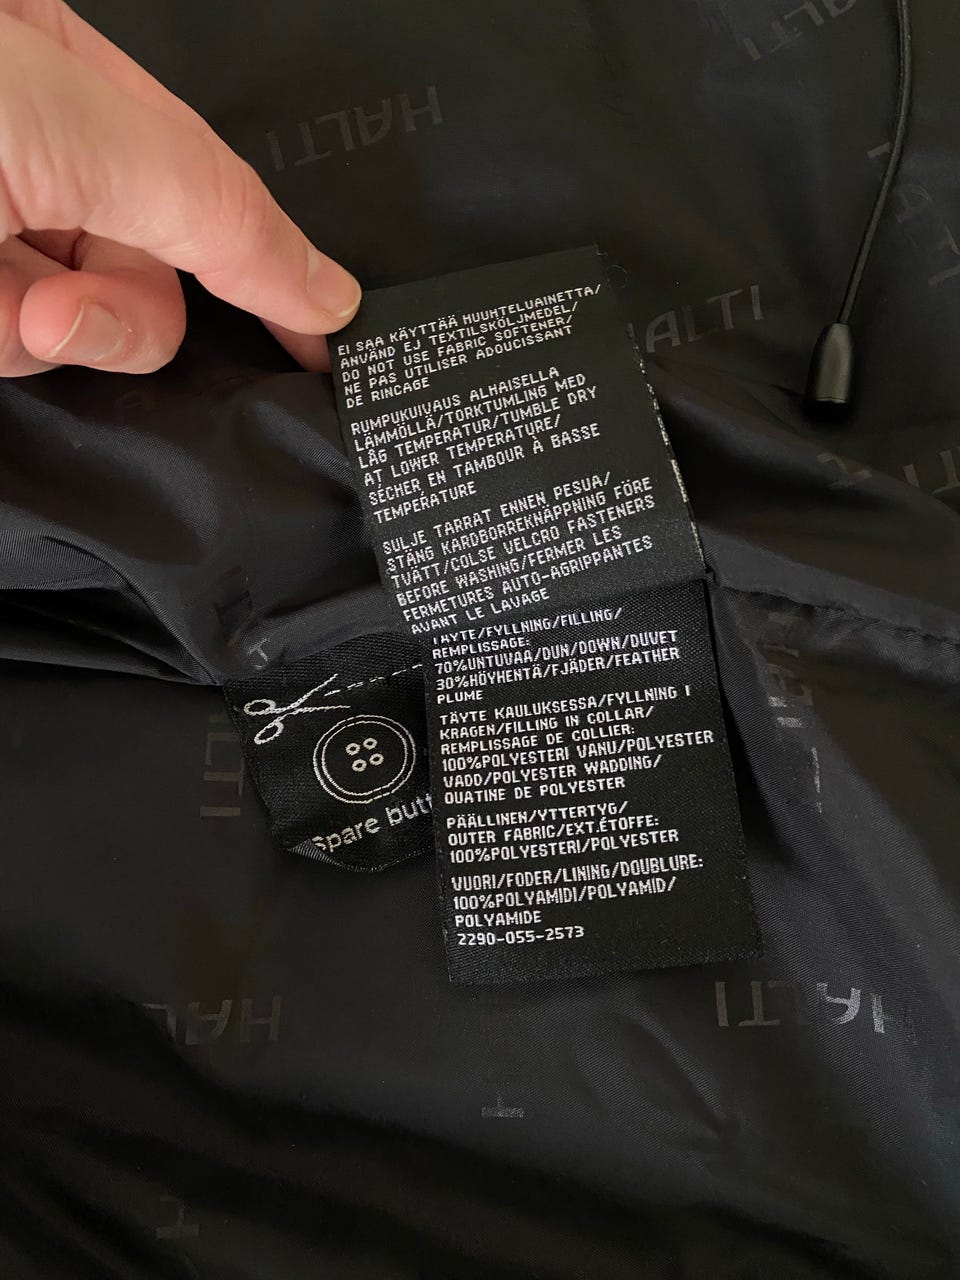 HALTI
HALTI
HALTI
EI SAA KÄYTTÄÄ HUUHTELUAINETTA/
ANVÄND EJ TEXTILSKÖLJMEDEL/
DO NOT USE FABRIC SOFTENER/
NE PAS UTILISER ADOUCISSANT
DE RINCAGE
RUMPUKUIVAUS ALHAISELLA
LÄMMÖLLÄ/TORKTUMLING MED
LÅG TEMPERATUR/TUMBLE DRY
AT LOWER TEMPERATURE/
SÉCHER EN TAMBOUR À BASSE
TEMPÉRATURE
SULJE TARRAT ENNEN PESUA/
STÄNG KARDBORREKNÄPPNING FÖRE
TVÄTT/COLSE VELCRO FASTENERS
BEFORE WASHING/FERMER LES
FERMETURES AUTO-AGRIPPANTES
AVANT LE LAVAGE
TÄYTE/FYLLNING/FILLING/
REMPLISSAGE:
70%UNTUVAA/DUN/DOWN/DUVET
30%HÖYHENTÄ/FJÄDER/FEATHER
PLUME
TÄYTE KAULUKSESSA/FYLLNING I
KRAGEN/FILLING IN COLLAR/
REMPLISSAGE DE COLLIER:
100%POLYESTERI VANU/POLYESTER
VADD/POLYESTER WADDING/
OUATINE DE POLYESTER
PÄÄLLINEN/YTTERTYG/
OUTER FABRIC/EXT.ÉTOFFE:
100%POLYESTERI/POLYESTER
VUORI/FODER/LINING/DOUBLURE:
100%POLYAMIDI/POLYAMID/
POLYAMIDE
2290-055-2573
spare butt
HALTI
HALTI
HALTI